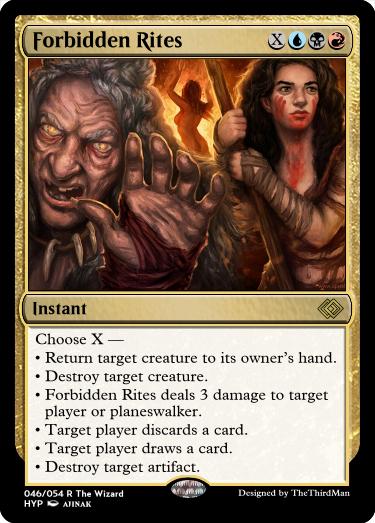 Forbidden Rites X
Instant
Choose X —
• Return target creature to its owner's hand.
• Destroy target creature.
• Forbidden Rites deals 3 damage to target
player or planeswalker.
• Target player discards a card.
• Target player draws a card.
• Destroy target artifact.
046/054 R The Wizard
HYP AJINAK
Designed by TheThirdMan